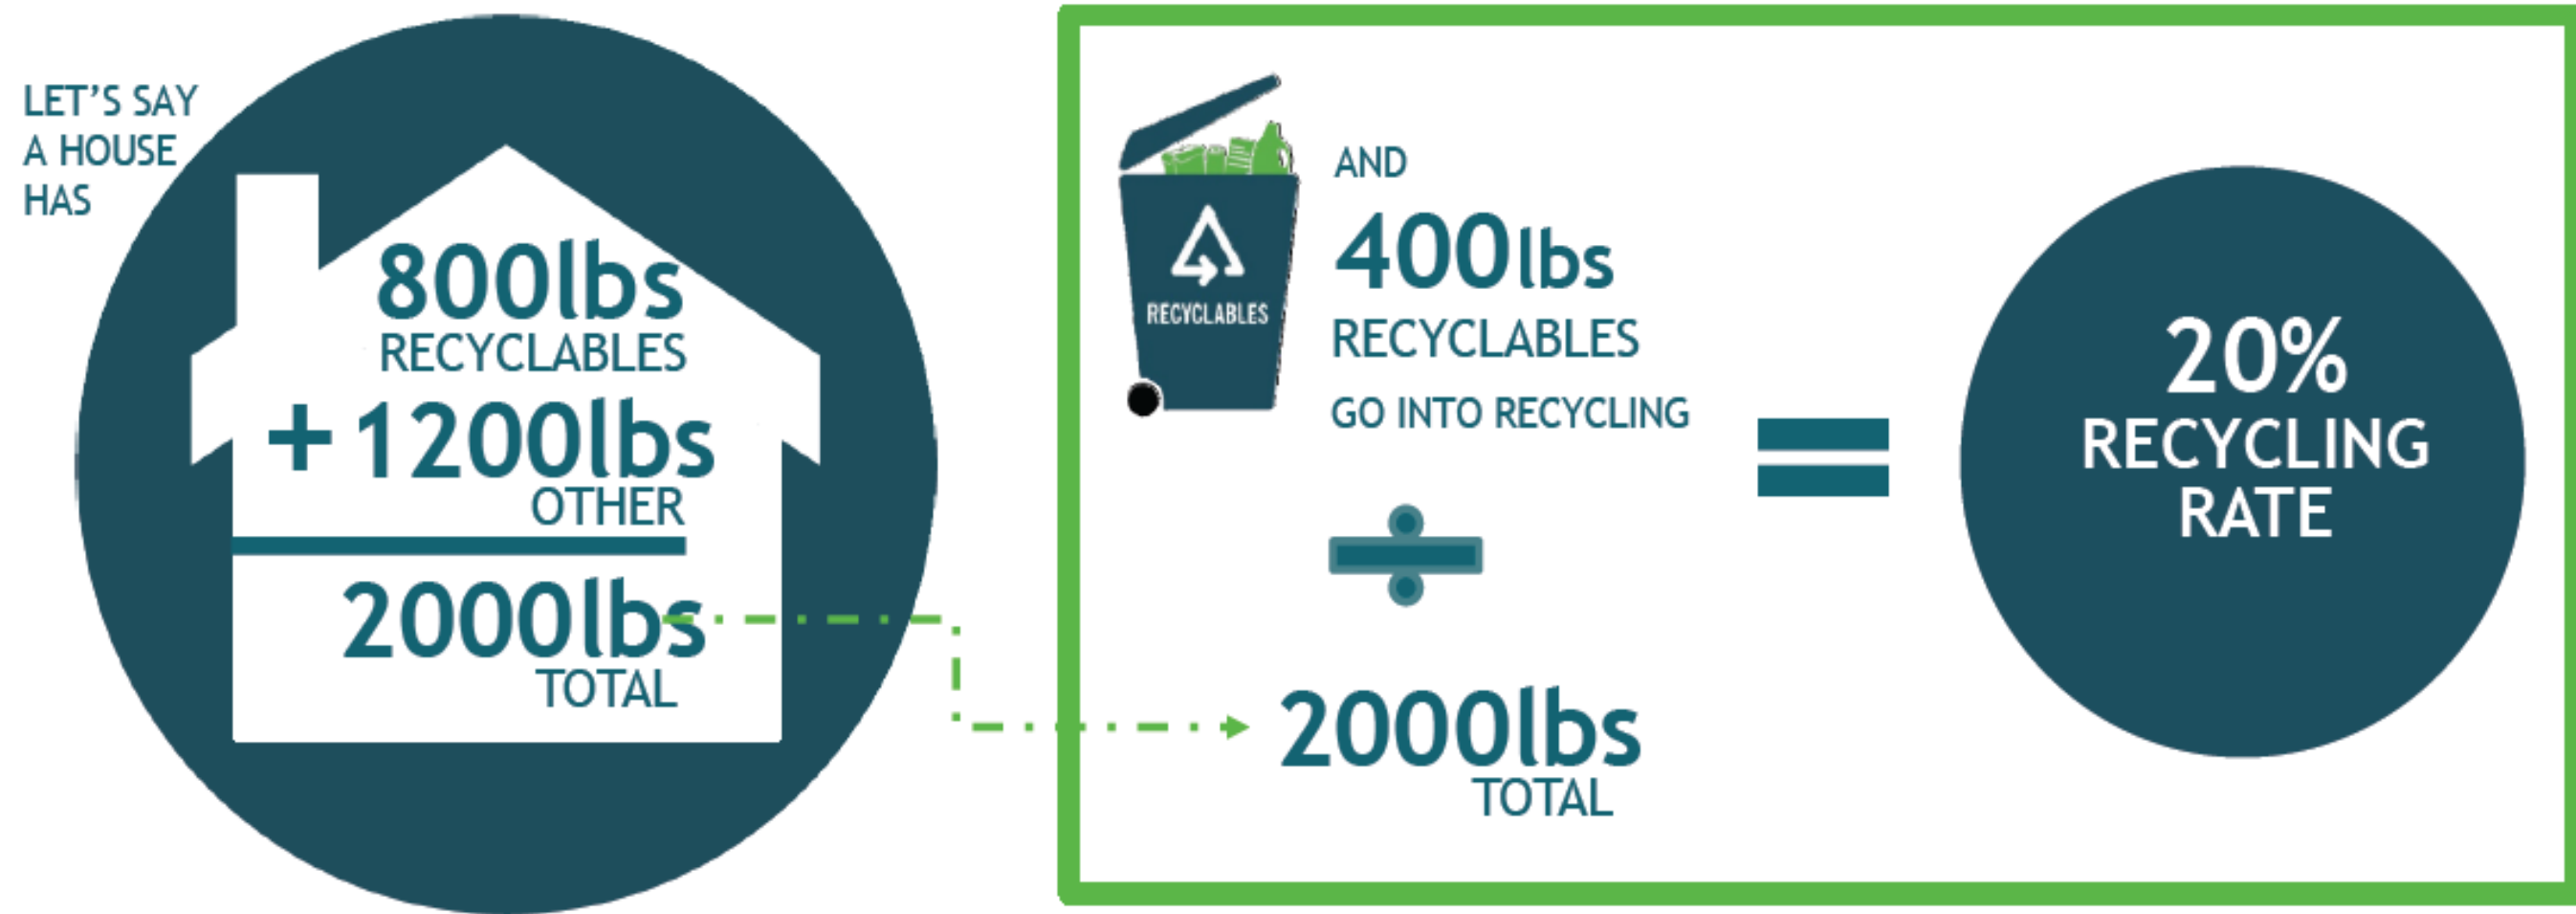 LET'S SAY
A HOUSE
HAS
800lbs
RECYCLABLES
+1200lbs
OTHER
2000lbs
TOTAL
RECYCLABLES
AND
400lbs
RECYCLABLES
GO INTO RECYCLING
÷
2000lbs
TOTAL
=
20%
RECYCLING
RATE